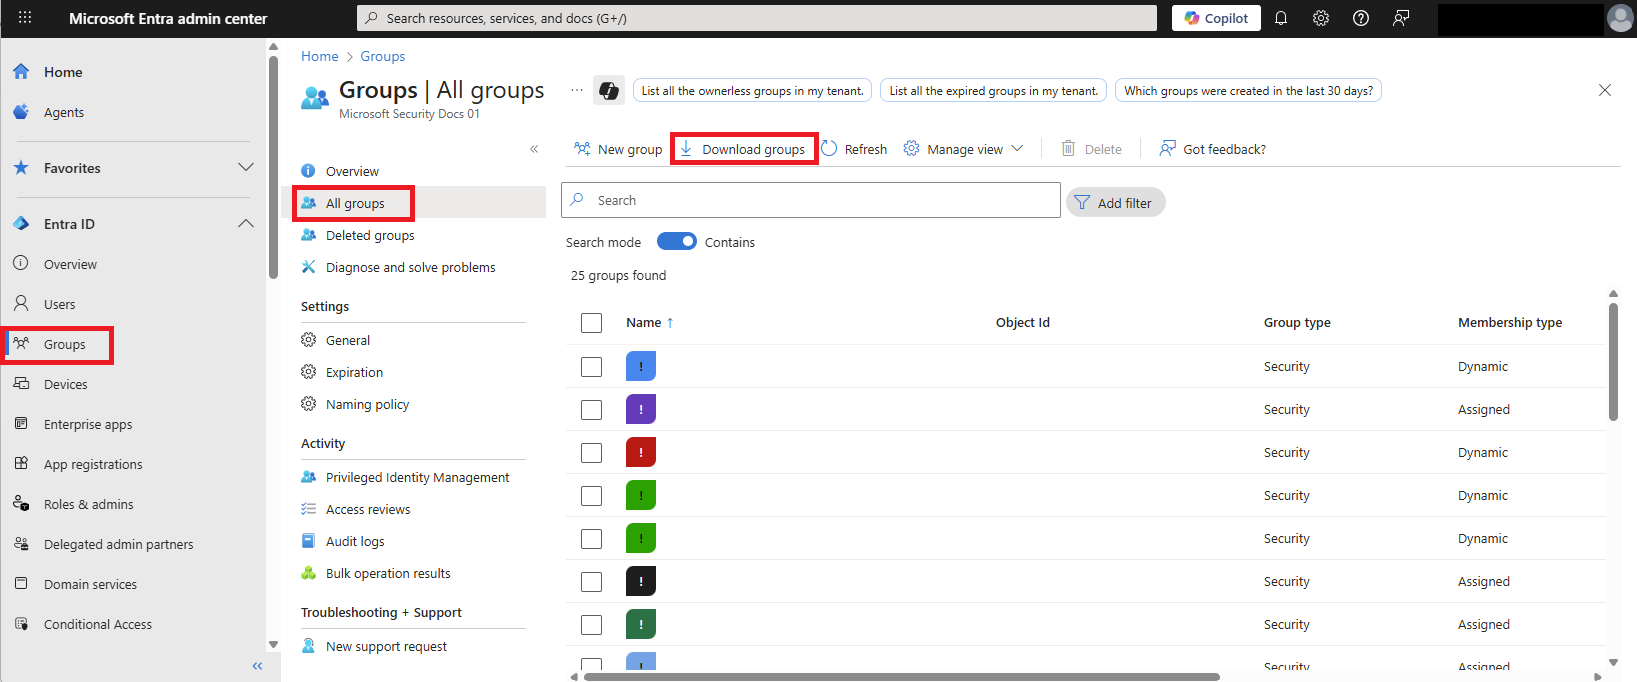 Microsoft Entra admin center
Search resources, services, and docs (G+/)
Copilot
Home
Agents
Favorites
Entra ID
Overview
Users
Groups
Devices
Enterprise apps
App registrations
Roles & admins
Delegated admin partners
Domain services
Conditional Access
Home > Groups
Groups | All groups
Microsoft Security Docs 01
List all the ownerless groups in my tenant.
List all the expired groups in my tenant.
Which groups were created in the last 30 days?
Overview
All groups
Deleted groups
Diagnose and solve problems
Settings
General
Expiration
Naming policy
Activity
Privileged Identity Management
Access reviews
Audit logs
Bulk operation results
Troubleshooting + Support
New support request
New group
Download groups
Refresh
Manage view
Delete
Got feedback?
Search
Add filter
Search mode
Contains
25 groups found
Name ↑ Object Id Group type Membership type
! Security Dynamic
! Security Assigned
! Security Dynamic
! Security Dynamic
! Security Dynamic
! Security Assigned
! Security Assigned
! Security Assigned